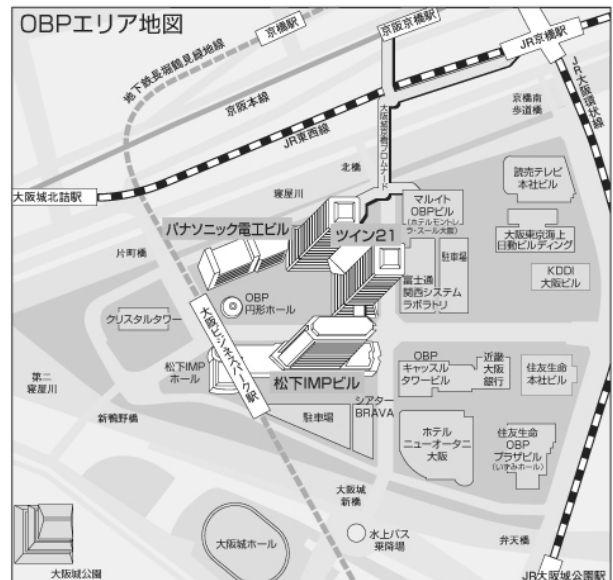 OBPエリア地図
京橋駅
京阪京橋駅
JR京橋駅
地下鉄長堀鶴見緑地線
京阪本線
JR東西線
大阪城京橋プロムナード
JR大阪環状線
京橋南
歩道橋
北橋
大阪城北詰駅
寝屋川
読売テレビ
本社ビル
マルイト
OBPビル
(ホテルモントレ
ラ・スール大阪)
パナソニック電工ビル
ツイン21
大阪東京海上
日動ビルディング
片町橋
駐車場
KDDI
大阪ビル
富士通
関西システム
ラボラトリ
OBP
円形ホール
クリスタルタワー
大阪ビジネスパーク駅
松下IMP
ホール
松下IMPビル
OBP
キャッスル
タワービル
近畿
大阪
銀行
住友生命
本社ビル
第二
寝屋川
新鴫野橋
駐車場
シアター
BRAVA
ホテル
ニューオータニ
大阪
住友生命
OBP
プラザビル
(いずみホール)
大阪城
新橋
大阪城ホール
水上バス
乗降場
弁天橋
大阪城公園
JR大阪城公園駅